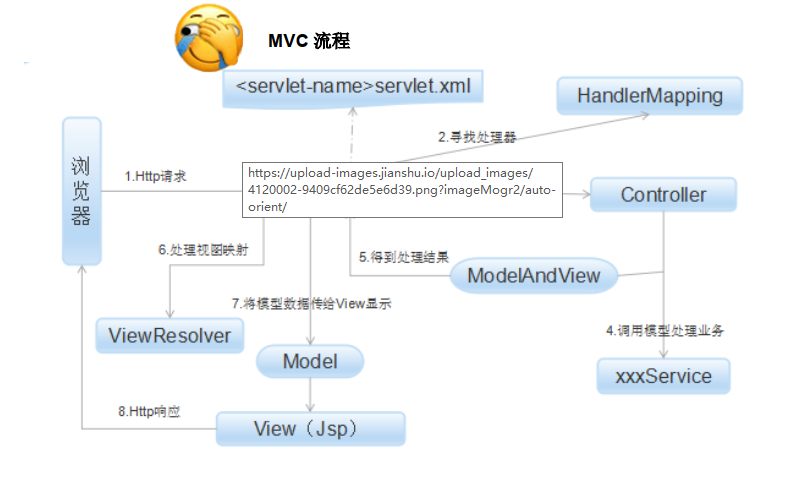 MVC 流程
<servlet-name>servlet.xml
HandlerMapping
2.寻找处理器
浏览器
1.Http请求
https://upload-images.jianshu.io/upload_images/
4120002-9409cf62de5e6d39.png?imageMogr2/auto-
orient/
Controller
6.处理视图映射
5.得到处理结果
ModelAndView
7.将模型数据传给View显示
ViewResolver
4.调用模型处理业务
Model
xxxService
8.Http响应
View（Jsp）